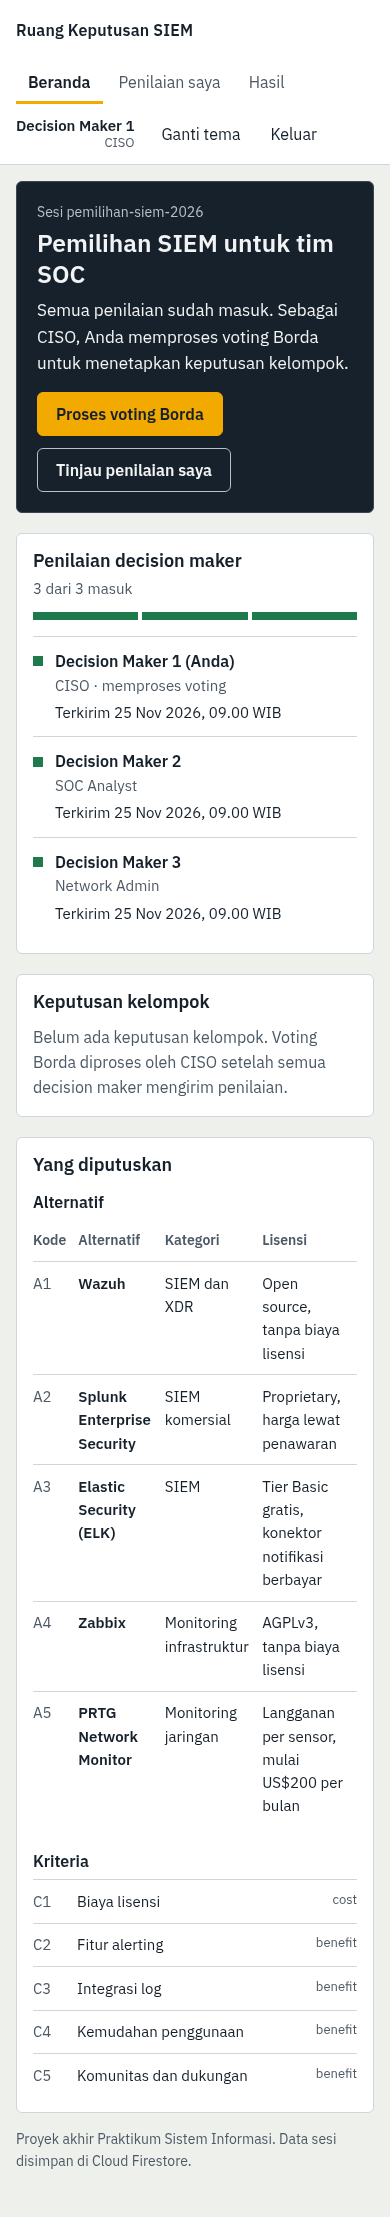 Ruang Keputusan SIEM
Beranda Penilaian saya Hasil
Decision Maker 1
CISO
Ganti tema Keluar
Sesi pemilihan-siem-2026
Pemilihan SIEM untuk tim
SOC
Semua penilaian sudah masuk. Sebagai
CISO, Anda memproses voting Borda
untuk menetapkan keputusan kelompok.
Proses voting Borda
Tinjau penilaian saya
Penilaian decision maker
3 dari 3 masuk
Decision Maker 1 (Anda)
CISO · memproses voting
Terkirim 25 Nov 2026, 09.00 WIB
Decision Maker 2
SOC Analyst
Terkirim 25 Nov 2026, 09.00 WIB
Decision Maker 3
Network Admin
Terkirim 25 Nov 2026, 09.00 WIB
Keputusan kelompok
Belum ada keputusan kelompok. Voting
Borda diproses oleh CISO setelah semua
decision maker mengirim penilaian.
Yang diputuskan
Alternatif
Kode Alternatif Kategori Lisensi
A1 Wazuh SIEM dan Open
XDR source,
tanpa biaya
lisensi
A2 Splunk SIEM Proprietary,
Enterprise komersial harga lewat
Security penawaran
A3 Elastic SIEM Tier Basic
Security gratis,
(ELK) konektor
notifikasi
berbayar
A4 Zabbix Monitoring AGPLv3,
infrastruktur tanpa biaya
lisensi
A5 PRTG Monitoring Langganan
Network jaringan per sensor,
Monitor mulai
US$200 per
bulan
Kriteria
C1 Biaya lisensi cost
C2 Fitur alerting benefit
C3 Integrasi log benefit
C4 Kemudahan penggunaan benefit
C5 Komunitas dan dukungan benefit
Proyek akhir Praktikum Sistem Informasi. Data sesi
disimpan di Cloud Firestore.